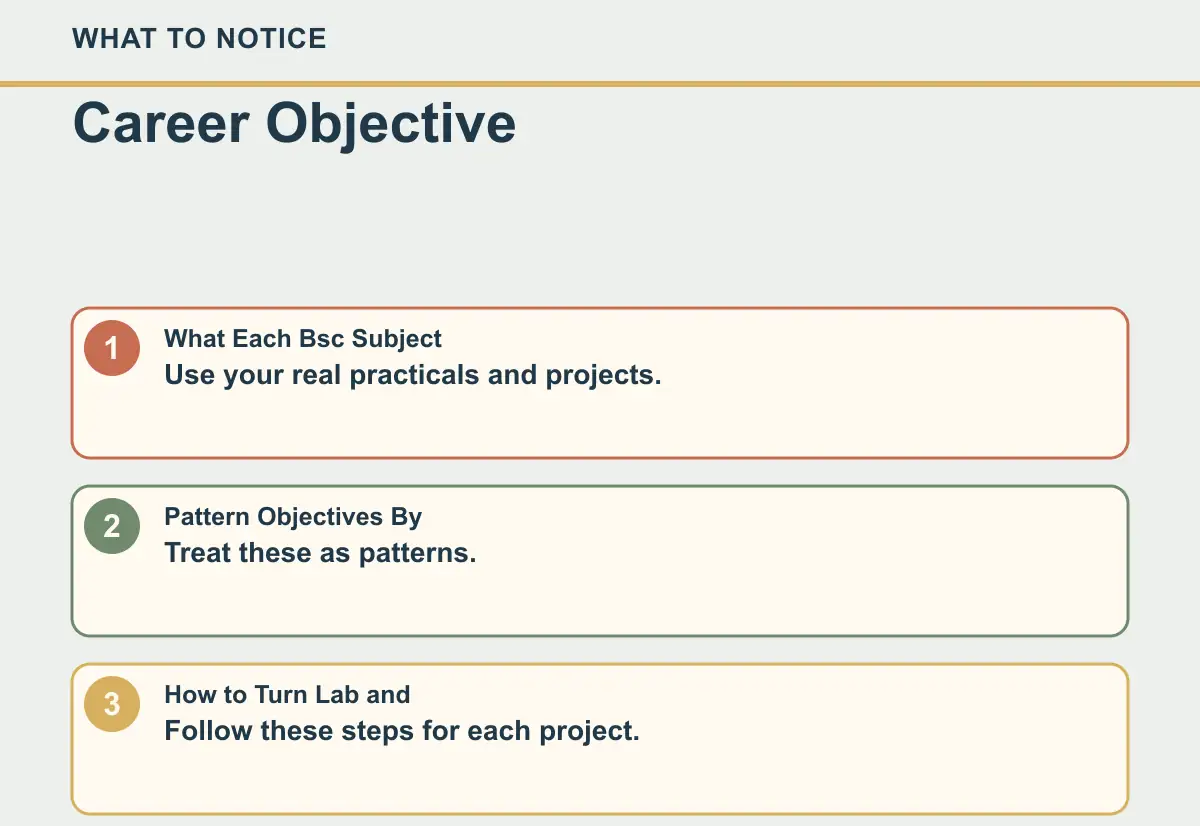 WHAT TO NOTICE
Career Objective
1
What Each Bsc Subject
Use your real practicals and projects.
2
Pattern Objectives By
Treat these as patterns.
3
How to Turn Lab and
Follow these steps for each project.